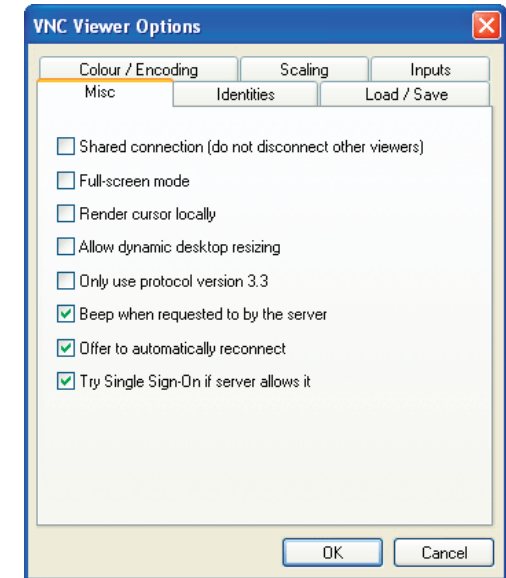 VNC Viewer Options
Colour / Encoding Scaling Inputs
Misc Identities Load / Save
Shared connection (do not disconnect other viewers)
Full-screen mode
Render cursor locally
Allow dynamic desktop resizing
Only use protocol version 3.3
Beep when requested to by the server
Offer to automatically reconnect
Try Single Sign-On if server allows it
OK Cancel